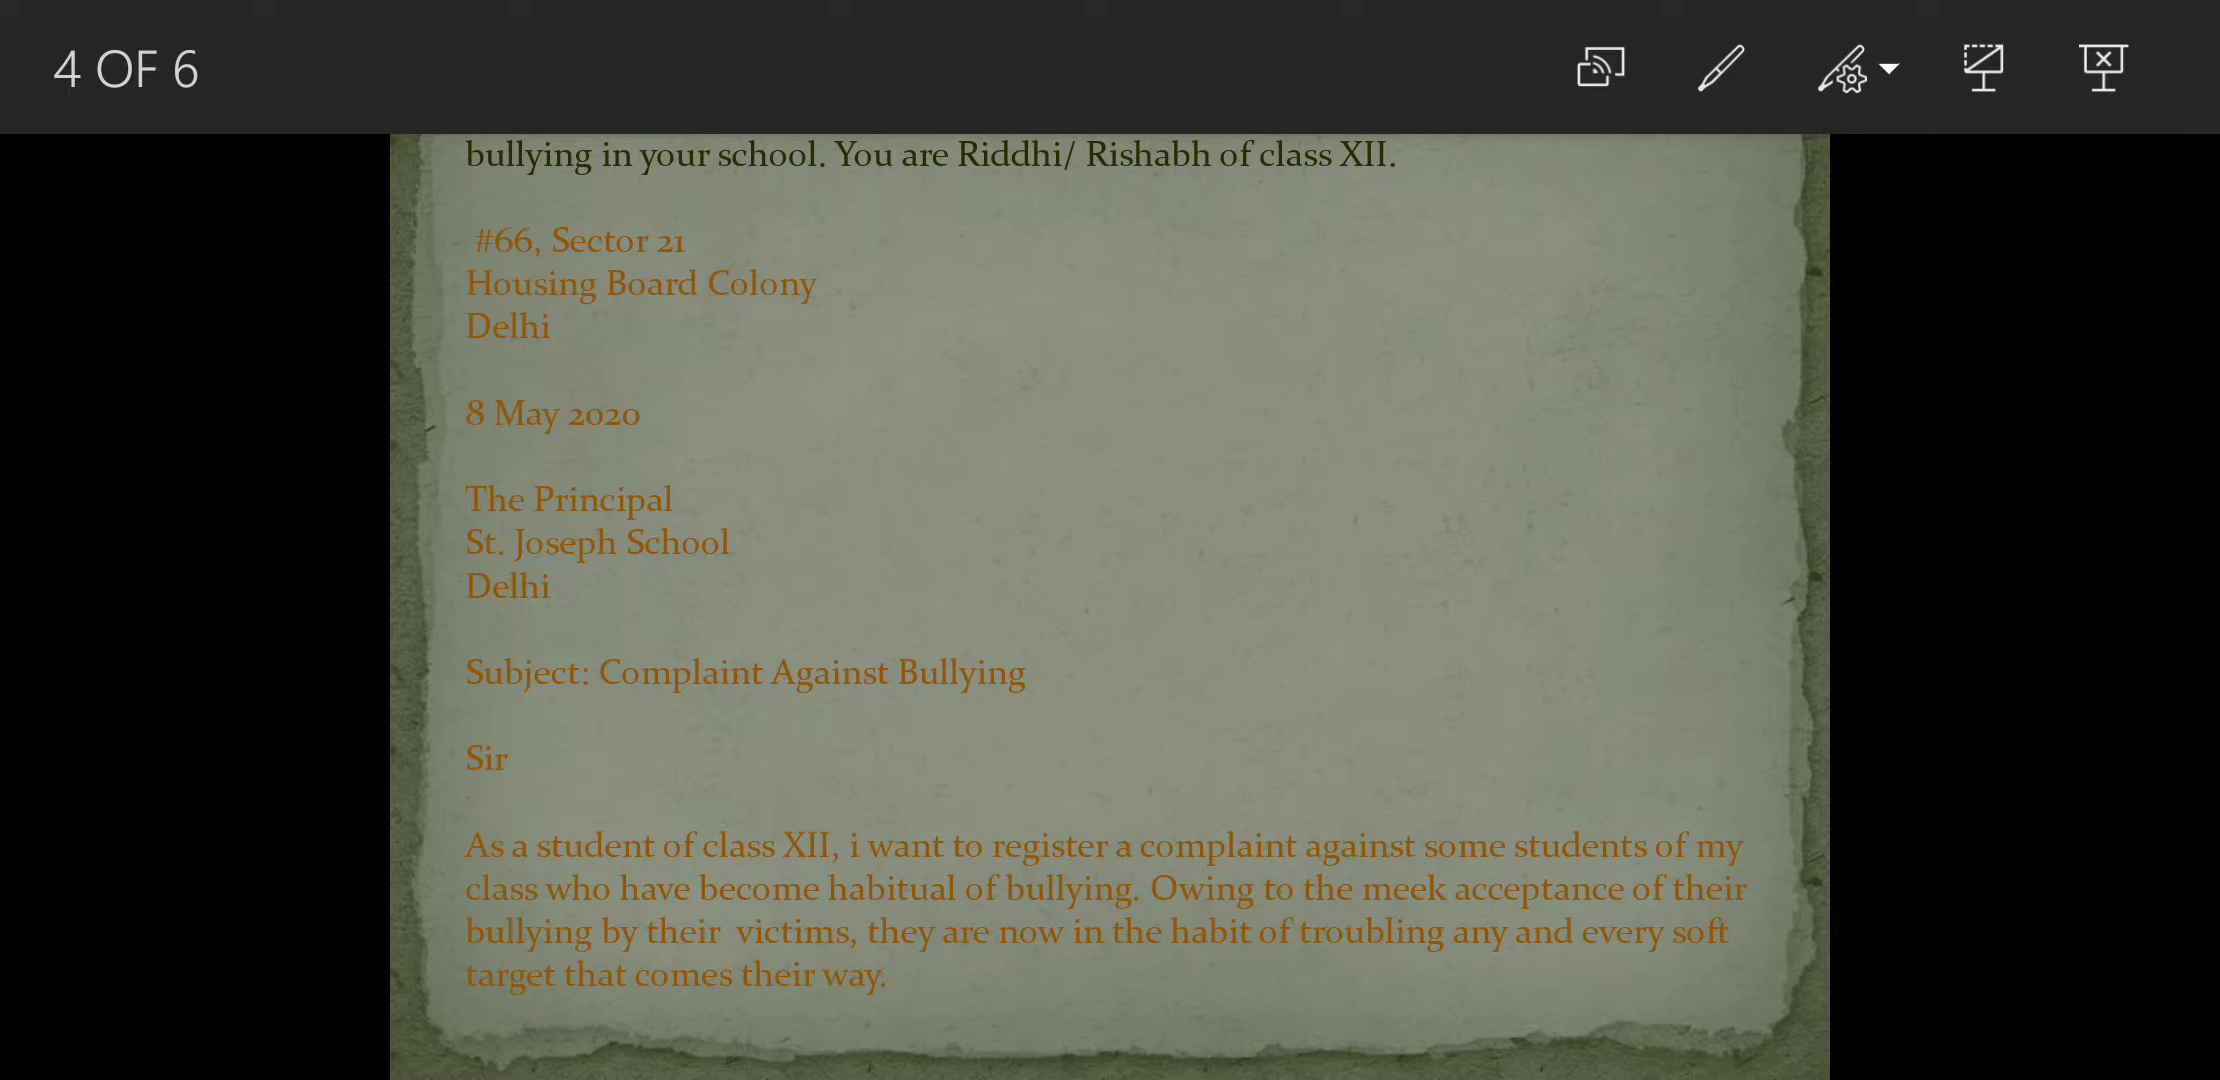 4 OF 6
bullying in your school. You are Riddhi/ Rishabh of class XII.
#66, Sector 21
Housing Board Colony
Delhi
8 May 2020
The Principal
St. Joseph School
Delhi
Subject: Complaint Against Bullying
Sir
As a student of class XII, i want to register a complaint against some students of my
class who have become habitual of bullying. Owing to the meek acceptance of their
bullying by their victims, they are now in the habit of troubling any and every soft
target that comes their way.